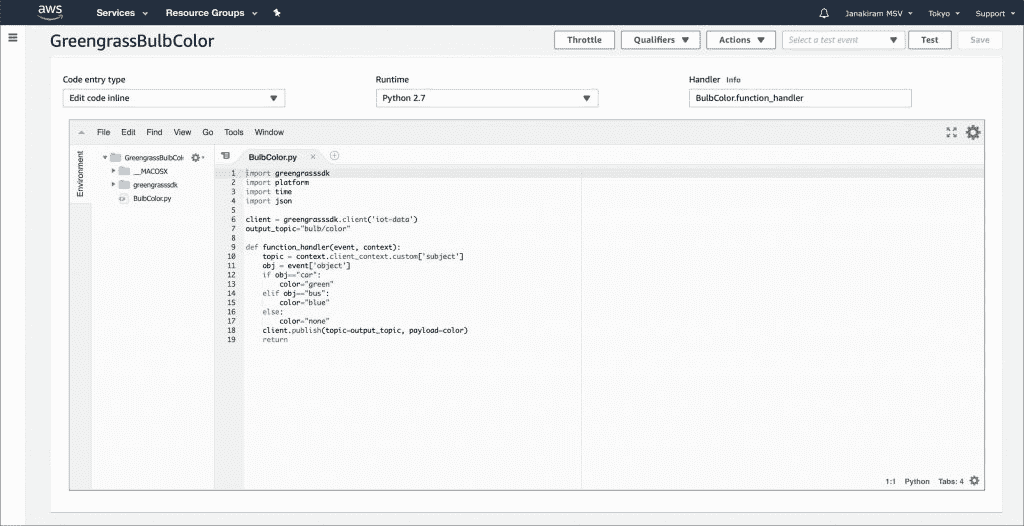 aws Services Resource Groups Janakiram MSV Tokyo Support
GreengrassBulbColor Throttle Qualifiers Actions Select a test event Test Save
Code entry type Runtime Handler Info
Edit code inline Python 2.7 BulbColor.function_handler
File Edit Find View Go Tools Window
Environment
GreengrassBulbCol
__MACOSX
greengrasssdk
BulbColor.py
BulbColor.py ×
1 import greengrasssdk
2 import platform
3 import time
4 import json
5
6 client = greengrasssdk.client('iot-data')
7 output_topic="bulb/color"
8
9 def function_handler(event, context):
10 topic = context.client_context.custom['subject']
11 obj = event['object']
12 if obj=="car":
13 color="green"
14 elif obj=="bus":
15 color="blue"
16 else:
17 color="none"
18 client.publish(topic=output_topic, payload=color)
19 return
1:1 Python Tabs: 4